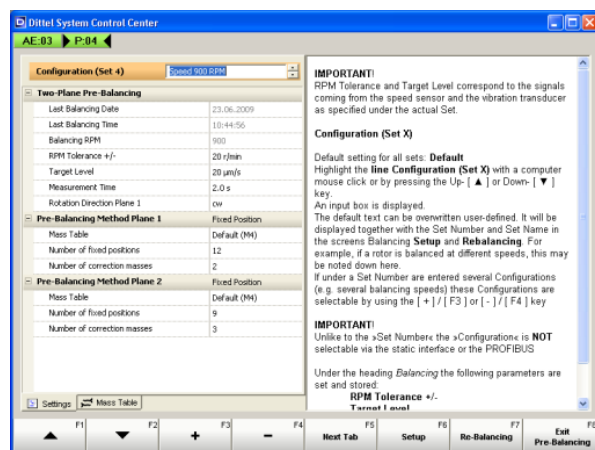 Dittel System Control Center
AE:03 P:04
Configuration (Set 4) Speed 900 RPM
Two-Plane Pre-Balancing
Last Balancing Date 23.06.2009
Last Balancing Time 10:44:56
Balancing RPM 900
RPM Tolerance +/- 20 r/min
Target Level 20 µm/s
Measurement Time 2.0 s
Rotation Direction Plane 1 cw
Pre-Balancing Method Plane 1 Fixed Position
Mass Table Default (M4)
Number of fixed positions 12
Number of correction masses 2
Pre-Balancing Method Plane 2 Fixed Position
Mass Table Default (M4)
Number of fixed positions 9
Number of correction masses 3
Settings Mass Table
IMPORTANT!
RPM Tolerance and Target Level correspond to the signals
coming from the speed sensor and the vibration transducer
as specified under the actual Set.
Configuration (Set X)
Default setting for all sets: Default
Highlight the line Configuration (Set X) with a computer
mouse click or by pressing the Up- [ ▲ ] or Down- [ ▼ ]
key.
An input box is displayed.
The default text can be overwritten user-defined. It will be
displayed together with the Set Number and Set Name in
the screens Balancing Setup and Rebalancing. For
example, if a rotor is balanced at different speeds, this may
be noted down here.
If under a Set Number are entered several Configurations
(e.g. several balancing speeds) these Configurations are
selectable by using the [ + ] / [ F3 ] or [ - ] / [ F4 ] key
IMPORTANT!
Unlike to the »Set Number« the »Configuration« is NOT
selectable via the static interface or the PROFIBUS
Under the heading Balancing the following parameters are
set and stored:
RPM Tolerance +/-
Target Level
F1 F2 F3 F4 F5 F6 F7 F8
▲ ▼ + - Next Tab Setup Re-Balancing Exit
Pre-Balancing